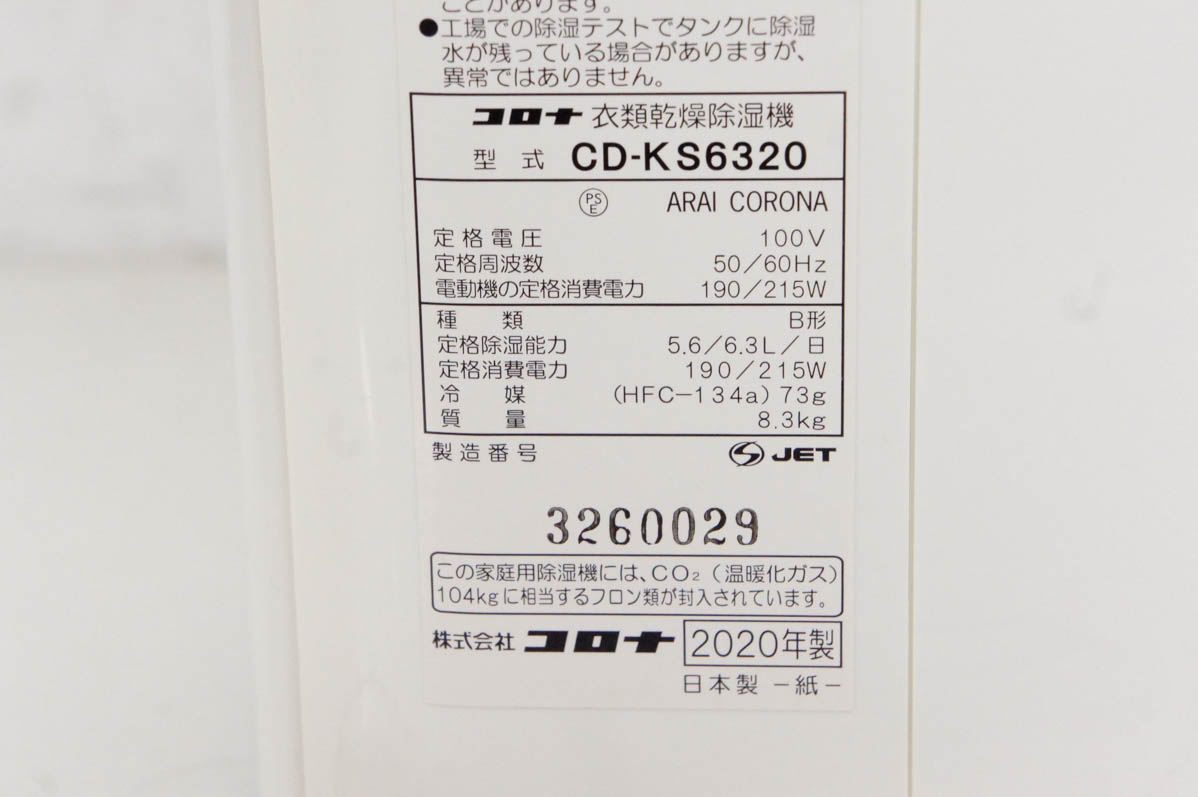 ことがあります。
●工場での除湿テストでタンクに除湿
水が残っている場合がありますが、
異常ではありません。
コロナ 衣類乾燥除湿機
型 式 CD-KS6320
PSE ARAI CORONA
定格電圧 100V
定格周波数 50/60Hz
電動機の定格消費電力 190/215W
種 類 B形
定格除湿能力 5.6/6.3L/日
定格消費電力 190/215W
冷 媒 (HFC-134a) 73g
質 量 8.3kg
製造番号 JET
3260029
この家庭用除湿機には、CO₂(温暖化ガス)
104kgに相当するフロン類が封入されています。
株式会社 コロナ 2020年製
日本製 -紙-